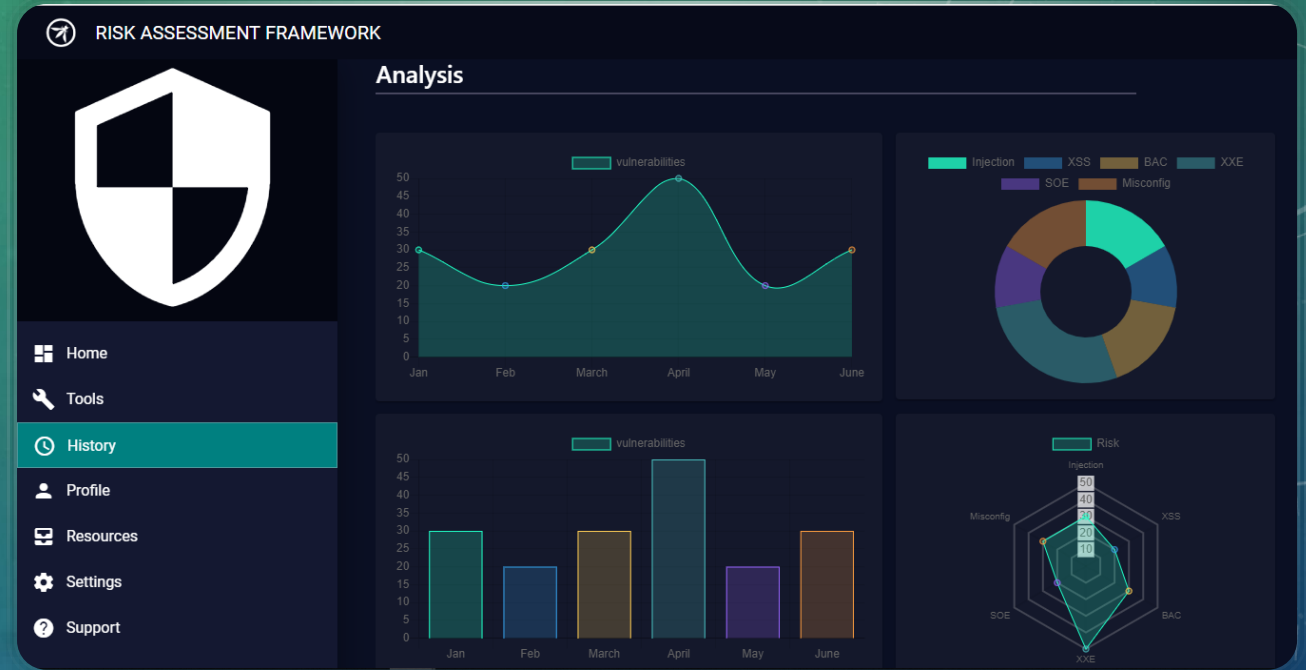 RISK ASSESSMENT FRAMEWORK
Home
Tools
History
Profile
Resources
Settings
Support
Analysis
vulnerabilities
50
45
40
35
30
25
20
15
10
5
0
Jan Feb March April May June
Injection XSS BAC XXE
SOE Misconfig
vulnerabilities
50
45
40
35
30
25
20
15
10
5
0
Jan Feb March April May June
Risk
Injection
50
40
30
20
10
Misconfig XSS
SOE BAC
XXE